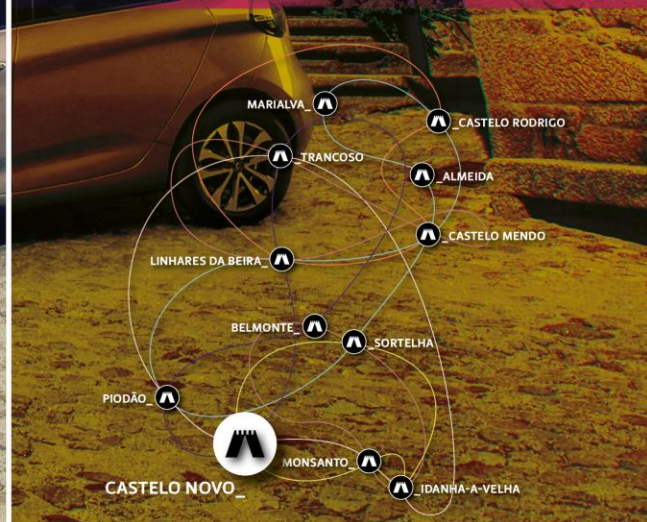 MARIALVA_
_CASTELO RODRIGO
_TRANCOSO
_ALMEIDA
_CASTELO MENDO
LINHARES DA BEIRA_
BELMONTE_
_SORTELHA
PIODÃO_
CASTELO NOVO_
MONSANTO_
_IDANHA-A-VELHA